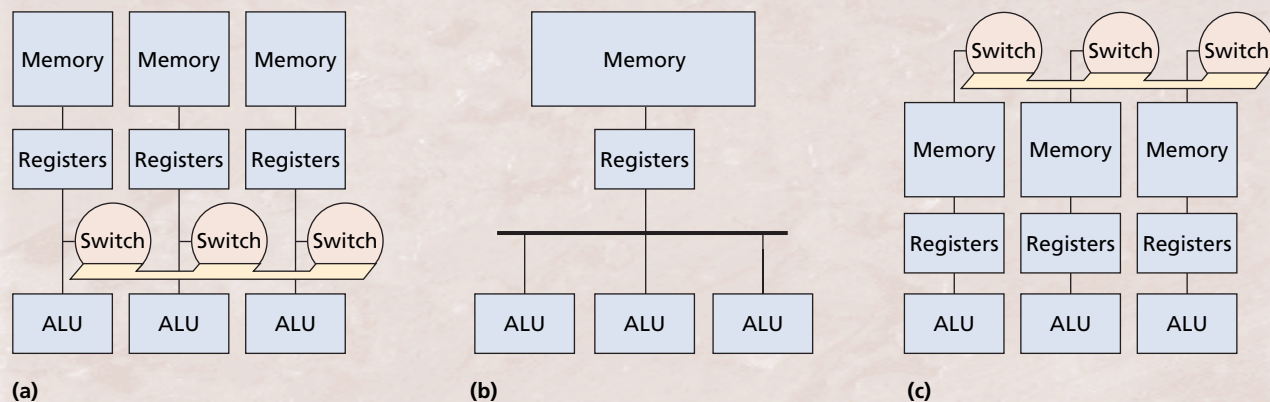 Memory Memory Memory
Registers Registers Registers
Switch Switch Switch
ALU ALU ALU
(a)
Memory
Registers
ALU ALU ALU
(b)
Switch Switch Switch
Memory Memory Memory
Registers Registers Registers
ALU ALU ALU
(c)